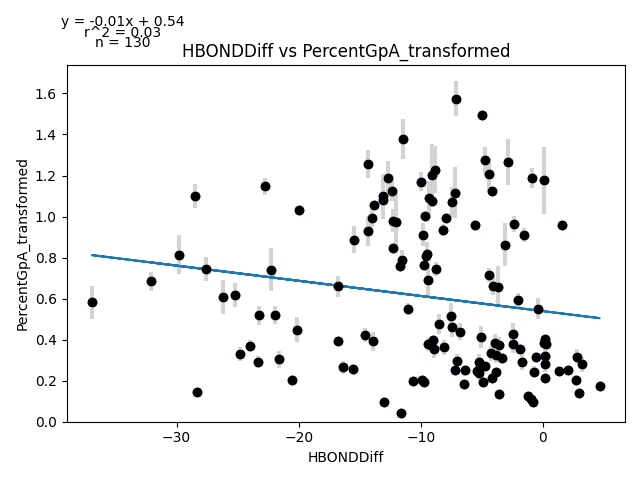 y = -0.01x + 0.54
r^2 = 0.03
n = 130
HBONDDiff vs PercentGpA_transformed
1.6
1.4
1.2
1.0
0.8
0.6
0.4
0.2
0.0
PercentGpA_transformed
−30
−20
−10
0
HBONDDiff